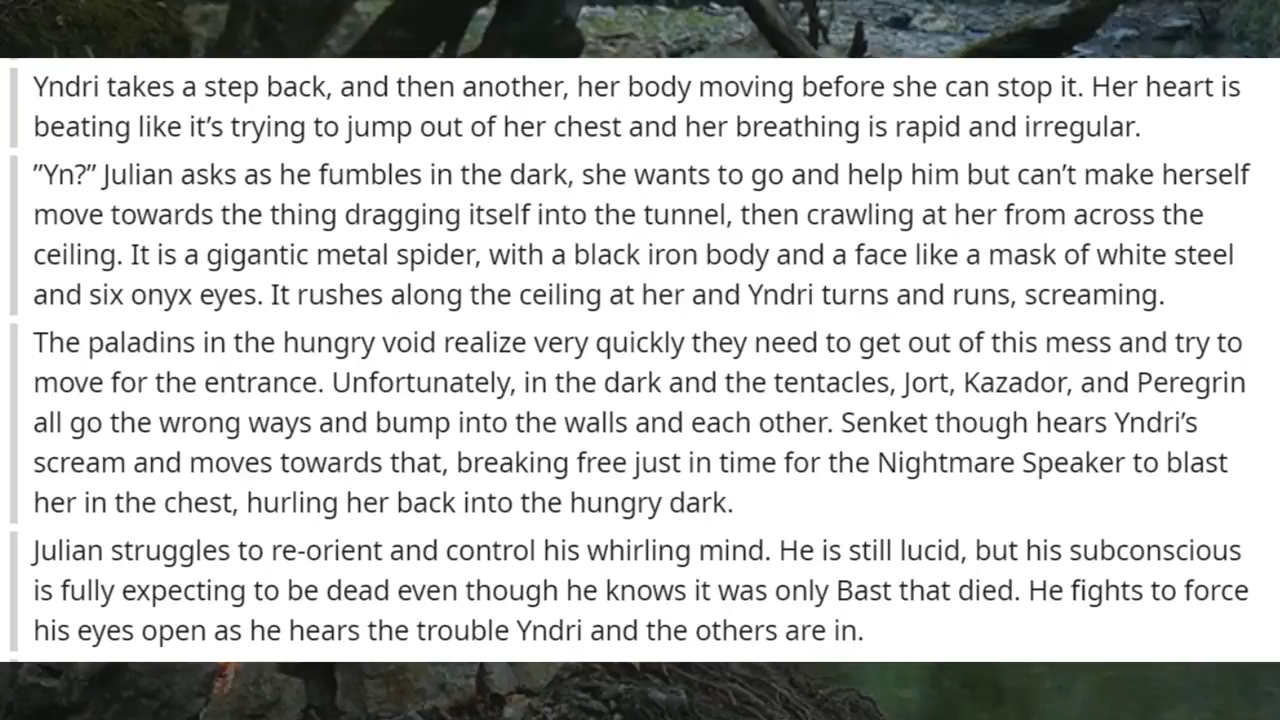 Yndri takes a step back, and then another, her body moving before she can stop it. Her heart is
beating like it’s trying to jump out of her chest and her breathing is rapid and irregular.
”Yn?” Julian asks as he fumbles in the dark, she wants to go and help him but can’t make herself
move towards the thing dragging itself into the tunnel, then crawling at her from across the
ceiling. It is a gigantic metal spider, with a black iron body and a face like a mask of white steel
and six onyx eyes. It rushes along the ceiling at her and Yndri turns and runs, screaming.
The paladins in the hungry void realize very quickly they need to get out of this mess and try to
move for the entrance. Unfortunately, in the dark and the tentacles, Jort, Kazador, and Peregrin
all go the wrong ways and bump into the walls and each other. Senket though hears Yndri’s
scream and moves towards that, breaking free just in time for the Nightmare Speaker to blast
her in the chest, hurling her back into the hungry dark.
Julian struggles to re-orient and control his whirling mind. He is still lucid, but his subconscious
is fully expecting to be dead even though he knows it was only Bast that died. He fights to force
his eyes open as he hears the trouble Yndri and the others are in.